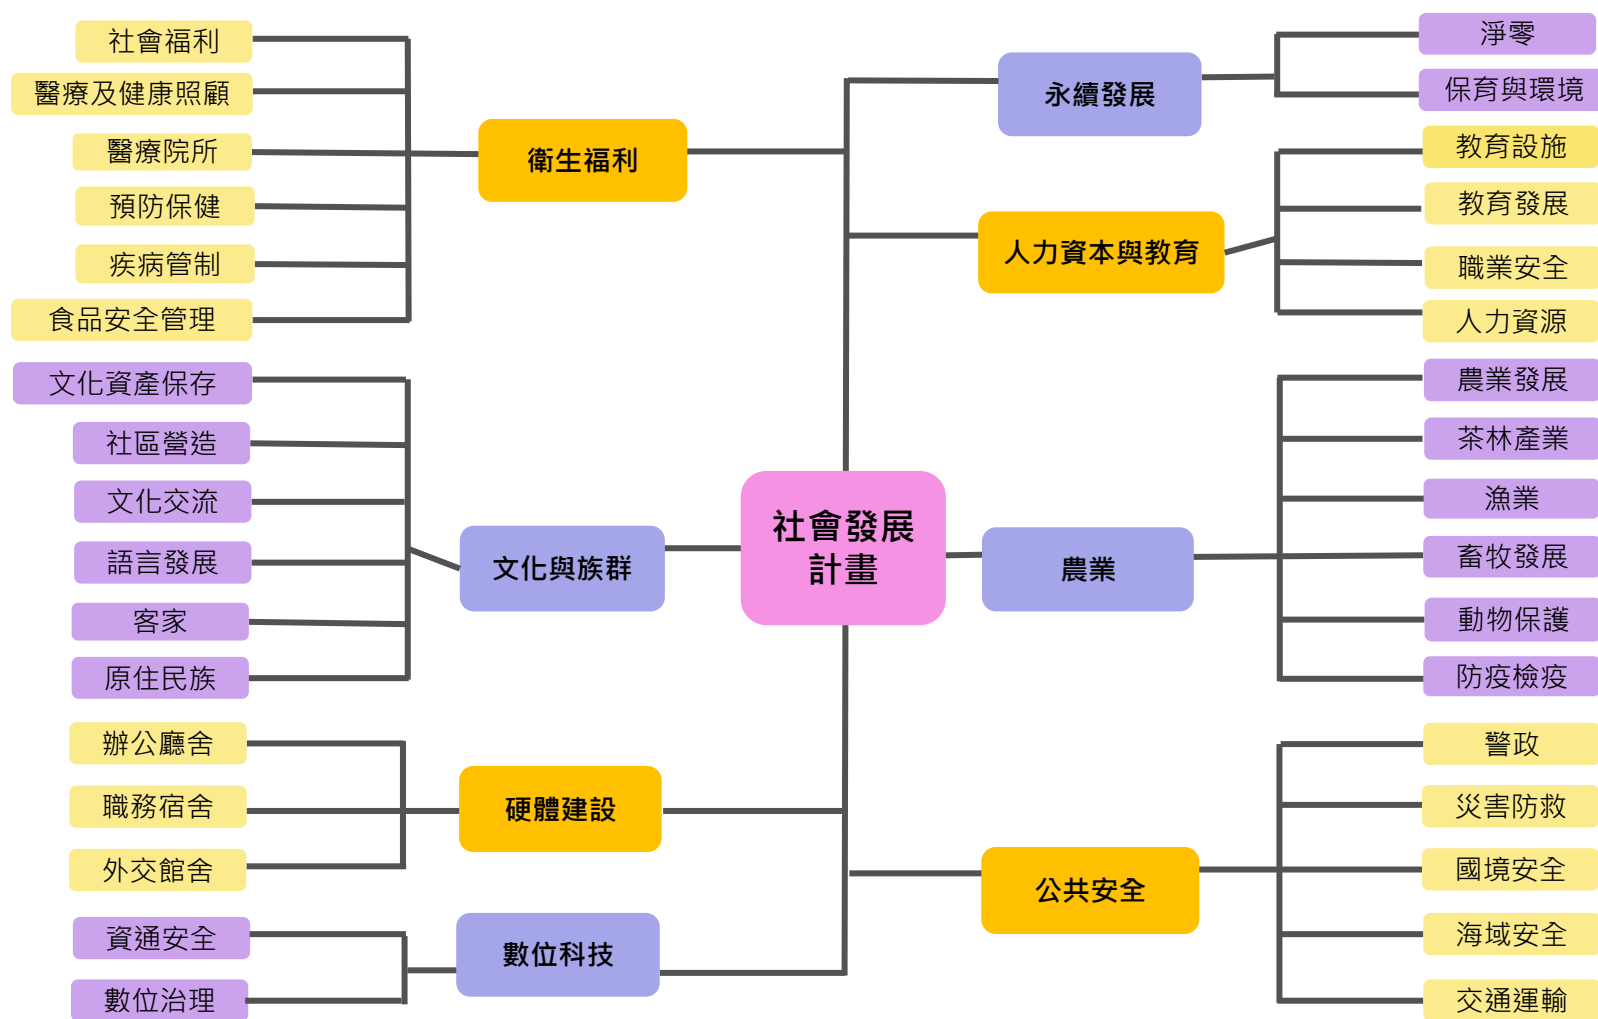 社會發展
計畫
衛生福利
社會福利
醫療及健康照顧
醫療院所
預防保健
疾病管制
食品安全管理
文化與族群
文化資產保存
社區營造
文化交流
語言發展
客家
原住民族
硬體建設
辦公廳舍
職務宿舍
外交館舍
數位科技
資通安全
數位治理
永續發展
淨零
保育與環境
人力資本與教育
教育設施
教育發展
職業安全
人力資源
農業
農業發展
茶林產業
漁業
畜牧發展
動物保護
防疫檢疫
公共安全
警政
災害防救
國境安全
海域安全
交通運輸